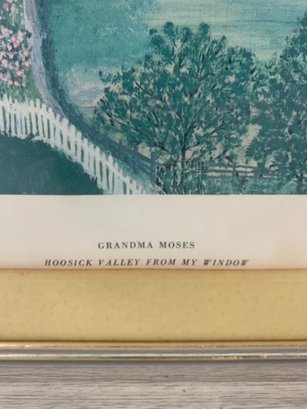 GRANDMA MOSES
HOOSICK VALLEY FROM MY WINDOW